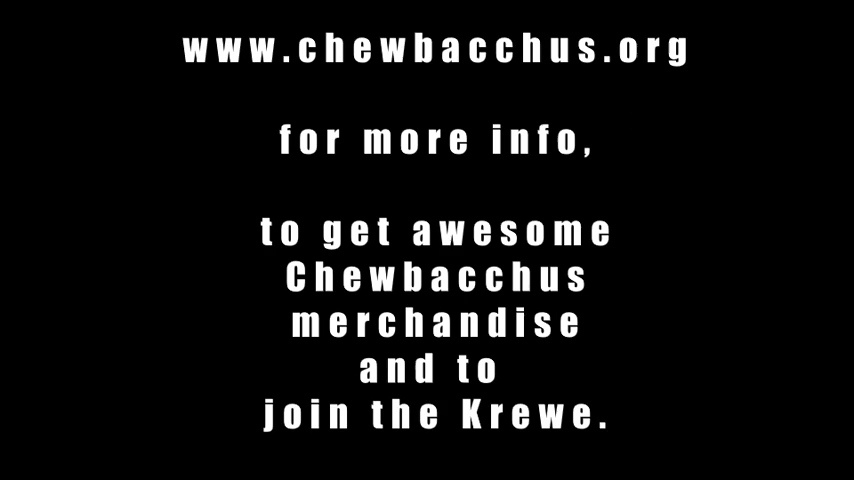 www.chewbacchus.org
for more info,
to get awesome
Chewbacchus
merchandise
and to
join the Krewe.